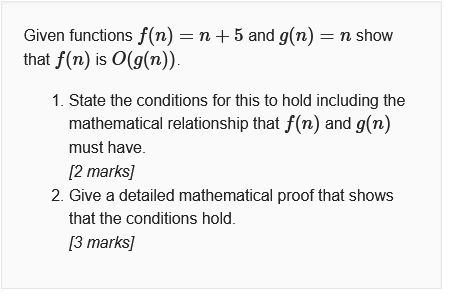 Given functions f(n) = n + 5 and g(n) = n show
that f(n) is O(g(n)).
1. State the conditions for this to hold including the
mathematical relationship that f(n) and g(n)
must have.
[2 marks]
2. Give a detailed mathematical proof that shows
that the conditions hold.
[3 marks]